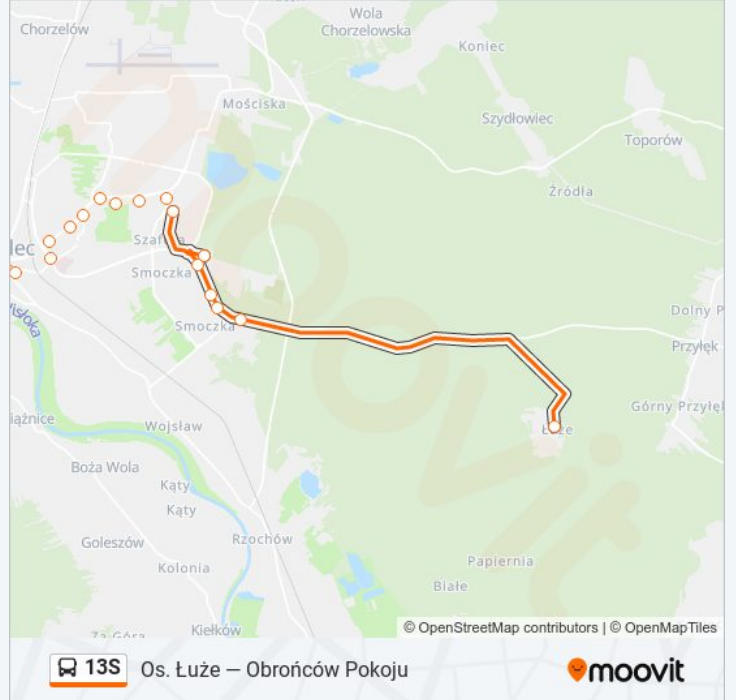 Chorzelów
Wola
Chorzelowska
Koniec
Mościska
Szydłowiec
Toporów
Źródła
lec
Smoczka
Wisłoka
Smoczka
Dolny P
Przyłęk
Górny Przyłęk
iążnice
Wojsław
Łuże
Boża Wola
Kąty
Kąty
Goleszów
Rzochów
Kolonia
Papiernia
Białe
Za Góra
Kiełków
© OpenStreetMap contributors | © OpenMapTiles
13S
Os. Łuże — Obrońców Pokoju
moovit